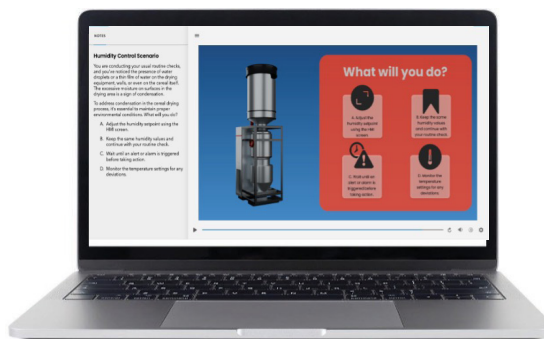 NOTES
Humidity Control Scenario
You are conducting your usual routine checks,
and you've noticed the presence of water
droplets or a thin film of water on the drying
equipment, walls, or even on the cereal itself.
The excessive moisture on surfaces in the
drying area is a sign of condensation.
To address condensation in the cereal drying
process, it's essential to maintain proper
environmental conditions. What will you do?
A. Adjust the humidity setpoint using the
HMI screen.
B. Keep the same humidity values and
continue with your routine check.
C. Wait until an alert or alarm is triggered
before taking action.
D. Monitor the temperature settings for any
deviations.
What will you do?
A. Adjust the
humidity setpoint
using the HMI
screen.
B. Keep the same
humidity values
and continue with
your routine check.
C. Wait until an
alert or alarm is
triggered before
taking action.
D. Monitor the
temperature
settings for any
deviations.